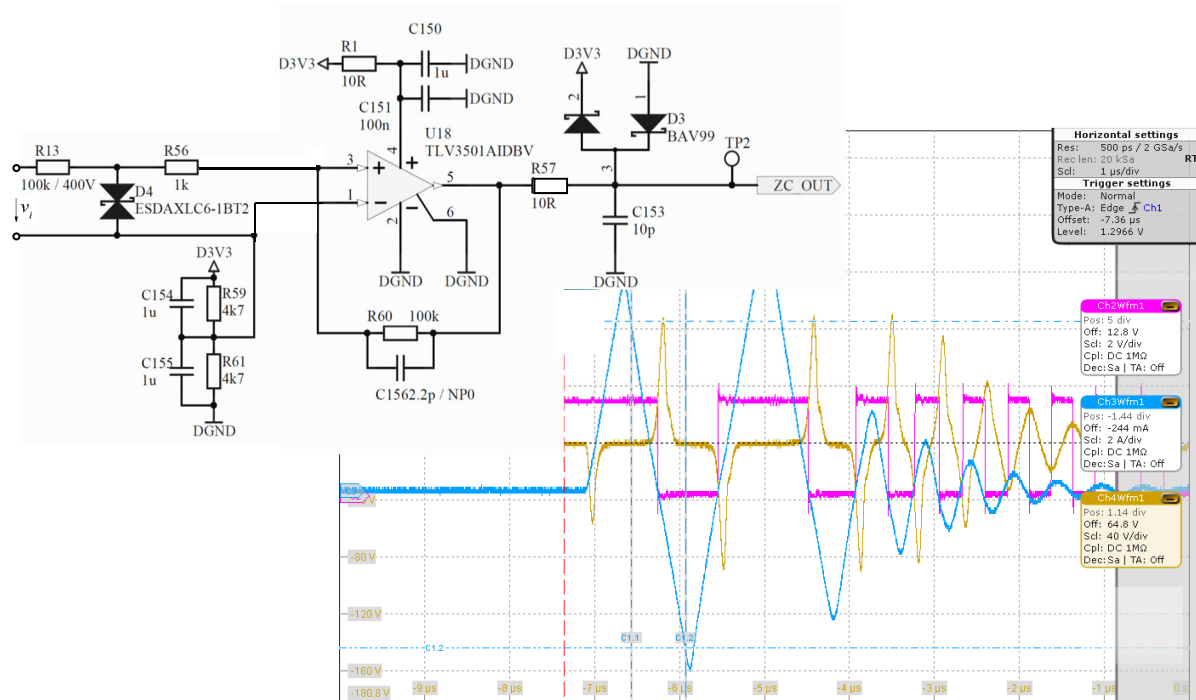 C150
D3V3
R1
10R
1u
DGND
C151
100n
DGND
U18
TLV3501AIDBV
D3V3
DGND
2
1
D3
BAV99
3
TP2
R13
100k / 400V
R56
1k
D4
ESDAXLC6-1BT2
vi
3
1
4
+
+
−
−
2
5
6
R57
10R
ZC_OUT
C153
10p
DGND
DGND
DGND
D3V3
C154
1u
R59
4k7
C155
1u
R61
4k7
DGND
R60
100k
C1562.2p / NP0
Horizontal settings
Res: 500 ps / 2 GSa/s
RT
Rec len: 20 kSa
Scl: 1 µs/div
Trigger settings
Mode: Normal
Type-A: Edge Ch1
Offset: -7.36 µs
Level: 1.2966 V
Ch2Wfm1
Pos: 5 div
Off: 12.8 V
Scl: 2 V/div
Cpl: DC 1MΩ
Dec: Sa | TA: Off
Ch3Wfm1
Pos: -1.44 div
Off: -244 mA
Scl: 2 A/div
Cpl: DC 1MΩ
Dec: Sa | TA: Off
Ch4Wfm1
Pos: 1.14 div
Off: 64.8 V
Scl: 40 V/div
Cpl: DC 1MΩ
Dec: Sa | TA: Off
-80 V
-120 V
-160 V
-180.8 V
C1.1
C1.2
C1.2
-9 µs
-8 µs
-7 µs
-6 µs
-5 µs
-4 µs
-3 µs
-2 µs
-1 µs
0 s